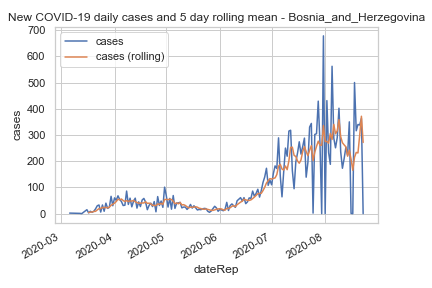 New COVID-19 daily cases and 5 day rolling mean - Bosnia_and_Herzegovina
cases
cases (rolling)
700
600
500
400
300
200
100
0
cases
2020-03
2020-04
2020-05
2020-06
2020-07
2020-08
dateRep